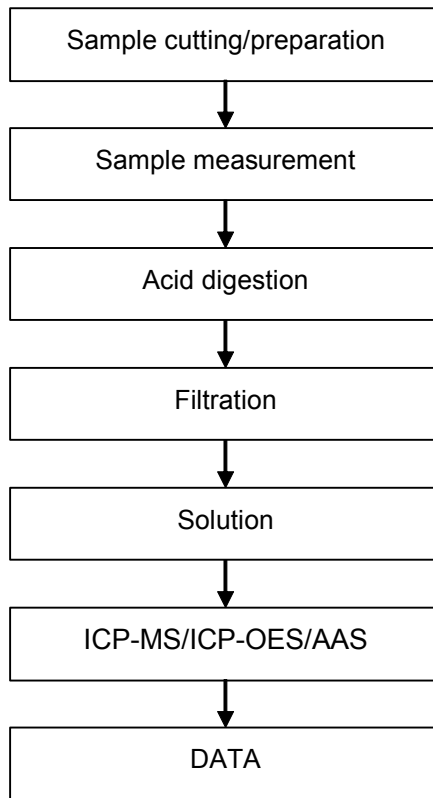 Sample cutting/preparation
Sample measurement
Acid digestion
Filtration
Solution
ICP-MS/ICP-OES/AAS
DATA